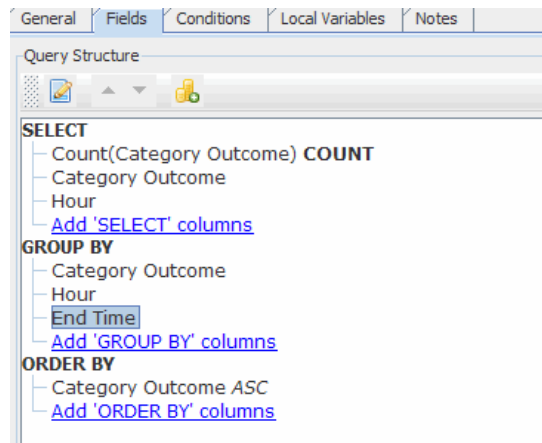 General Fields Conditions Local Variables Notes
Query Structure
SELECT
Count(Category Outcome) COUNT
Category Outcome
Hour
Add 'SELECT' columns
GROUP BY
Category Outcome
Hour
End Time
Add 'GROUP BY' columns
ORDER BY
Category Outcome ASC
Add 'ORDER BY' columns